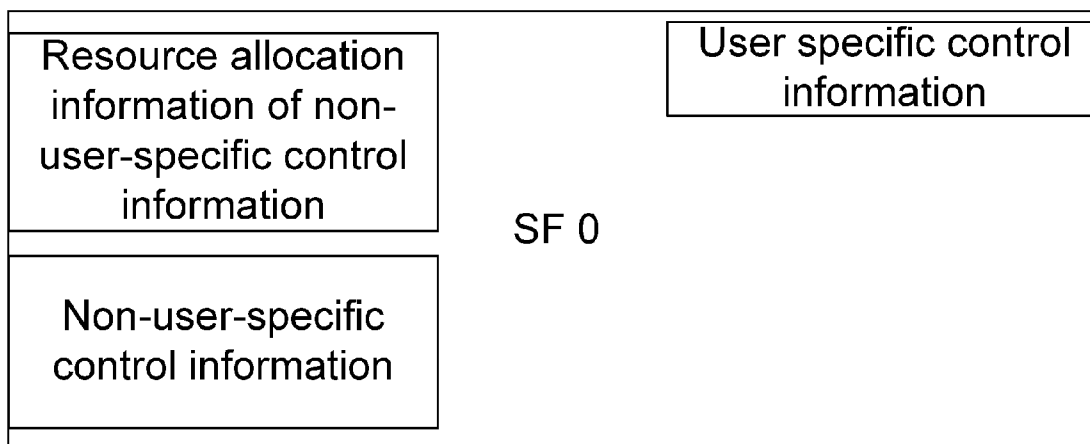 Resource allocation
information of non-
user-specific control
information
User specific control
information
SF 0
Non-user-specific
control information